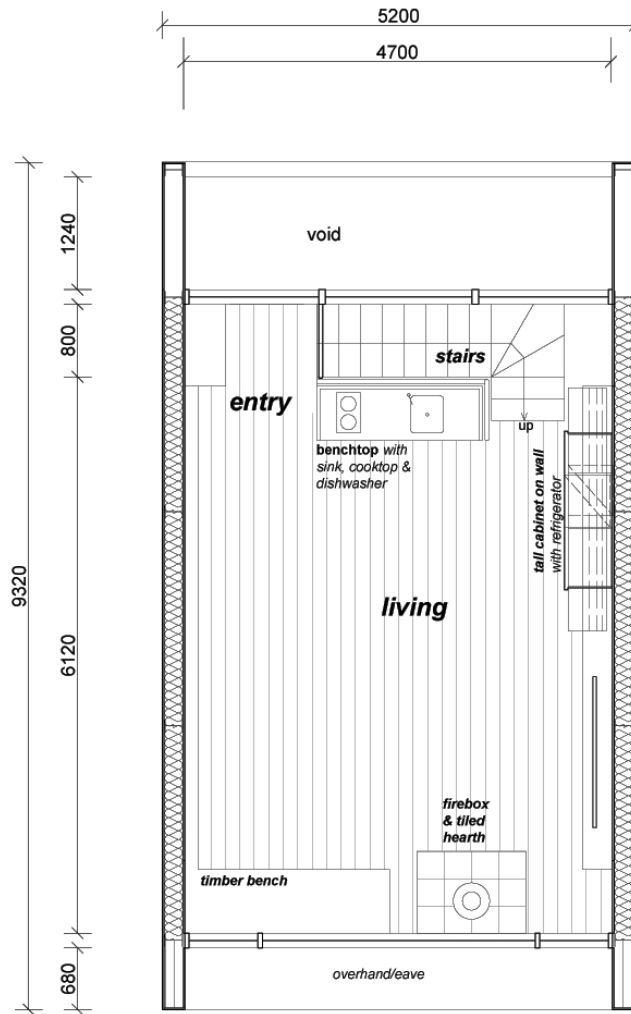 5200
4700
1240
void
800
stairs
entry
up
benchtop with
sink, cooktop &
dishwasher
tall cabinet on wall
with refrigerator
9320
living
6120
firebox
& tiled
hearth
timber bench
680
overhand/eave